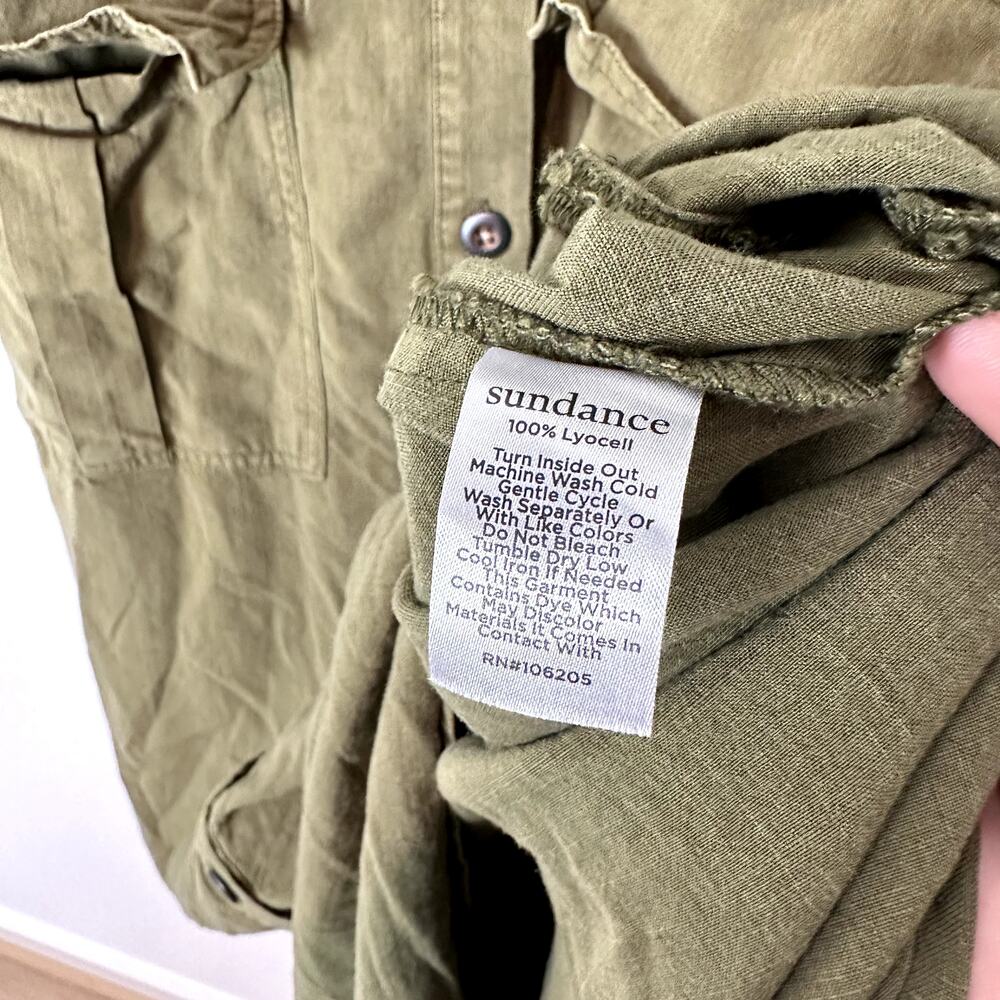 sundance
100% Lyocell
Turn Inside Out
Machine Wash Cold
Gentle Cycle
Wash Separately Or
With Like Colors
Do Not Bleach
Tumble Dry Low
Cool Iron If Needed
This Garment
Contains Dye Which
May Discolor
Materials It Comes In
Contact With
RN#106205